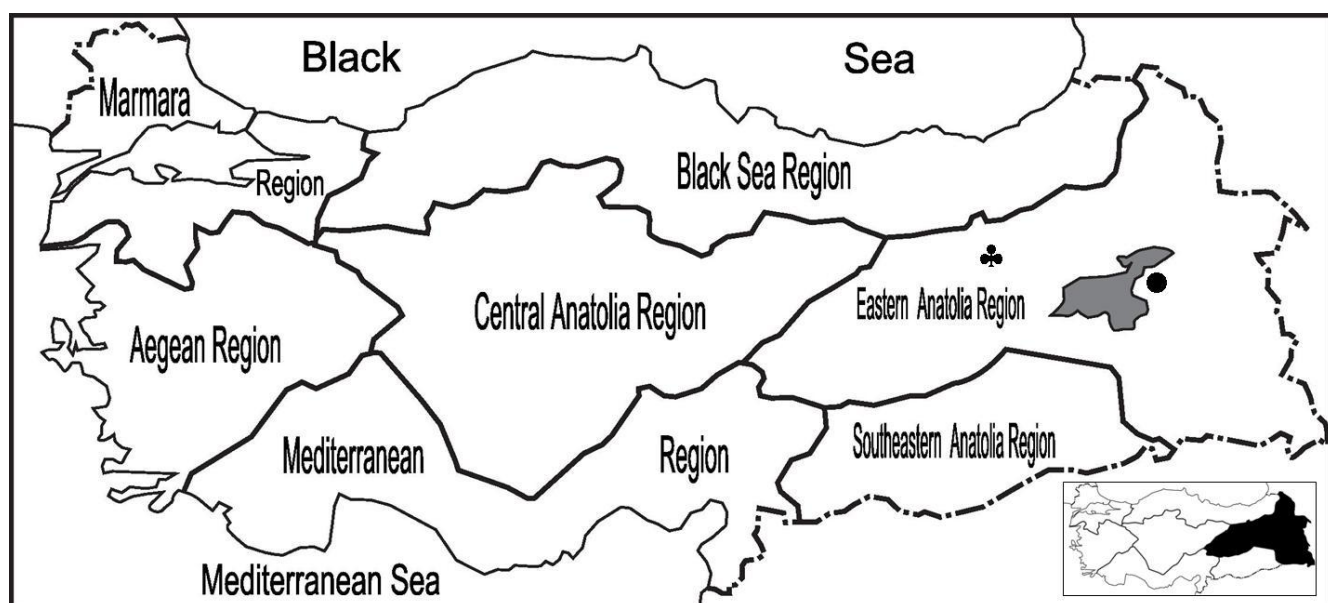 Black Sea
Marmara
Region
Black Sea Region
Central Anatolia Region
Eastern Anatolia Region
Aegean Region
Mediterranean Region
Southeastern Anatolia Region
Mediterranean Sea